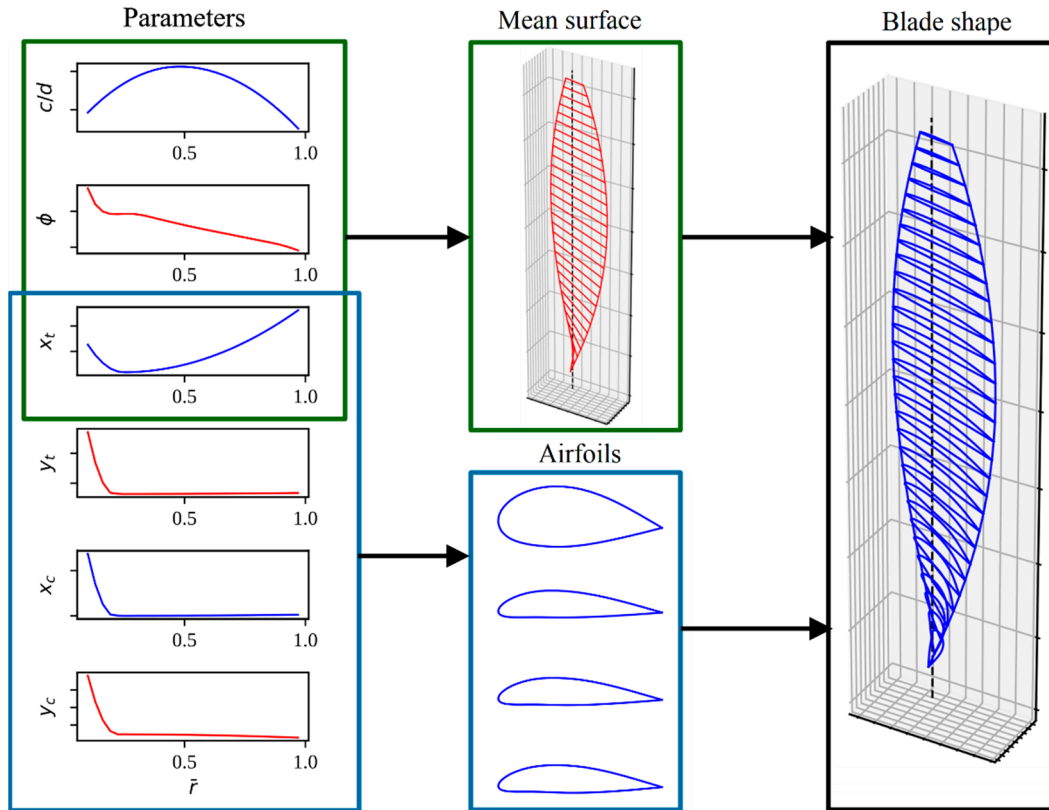 Parameters
Mean surface
Blade shape
c/d
0.5
1.0
ϕ
0.5
1.0
x_t
0.5
1.0
y_t
0.5
1.0
x_c
0.5
1.0
y_c
0.5
1.0
r̄
Airfoils